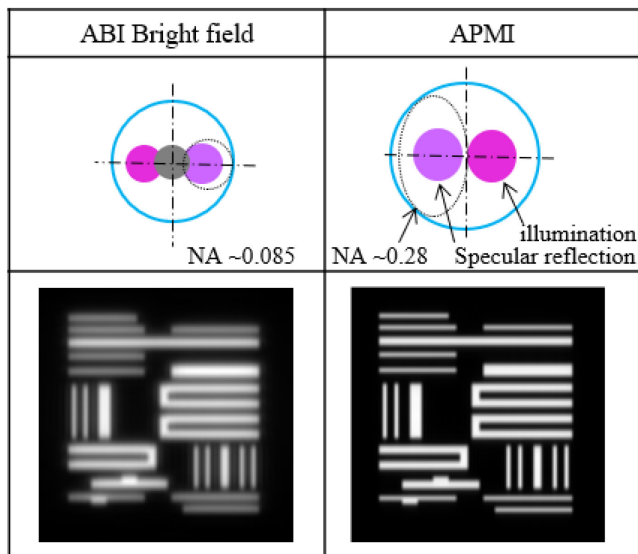 ABI Bright field
APMI
NA ~0.085
NA ~0.28
illumination
Specular reflection